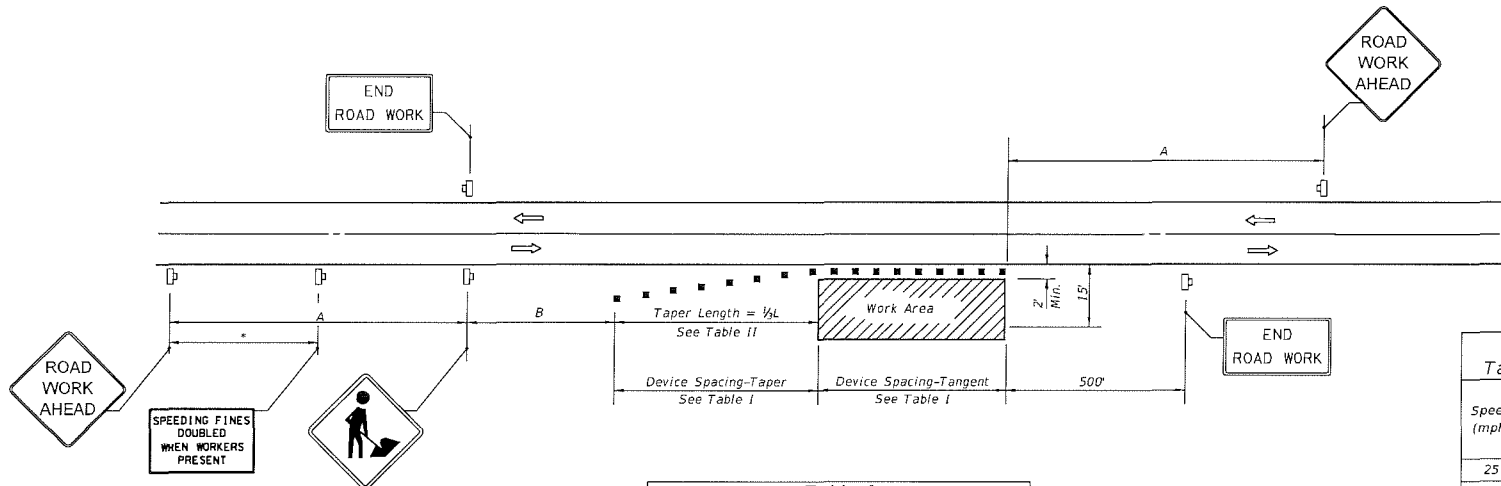 ROAD
WORK
AHEAD
END
ROAD WORK
A
2'
Min.
15'
Work Area
A
*
B
Taper Length = ⅓L
See Table II
Device Spacing-Taper
See Table I
Device Spacing-Tangent
See Table I
500'
END
ROAD WORK
ROAD
WORK
AHEAD
SPEEDING FINES
DOUBLED
WHEN WORKERS
PRESENT
25